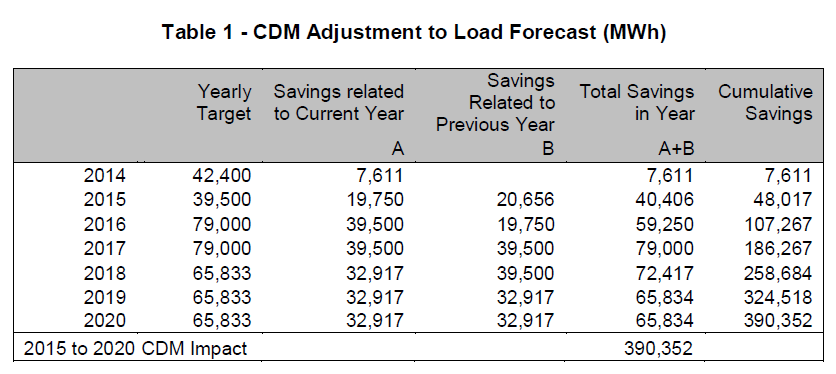 Table 1 - CDM Adjustment to Load Forecast (MWh)
Yearly Target Savings related to Current Year Savings Related to Previous Year Total Savings in Year Cumulative Savings
A B A+B
2014 42,400 7,611 7,611 7,611
2015 39,500 19,750 20,656 40,406 48,017
2016 79,000 39,500 19,750 59,250 107,267
2017 79,000 39,500 39,500 79,000 186,267
2018 65,833 32,917 39,500 72,417 258,684
2019 65,833 32,917 32,917 65,834 324,518
2020 65,833 32,917 32,917 65,834 390,352
2015 to 2020 CDM Impact 390,352